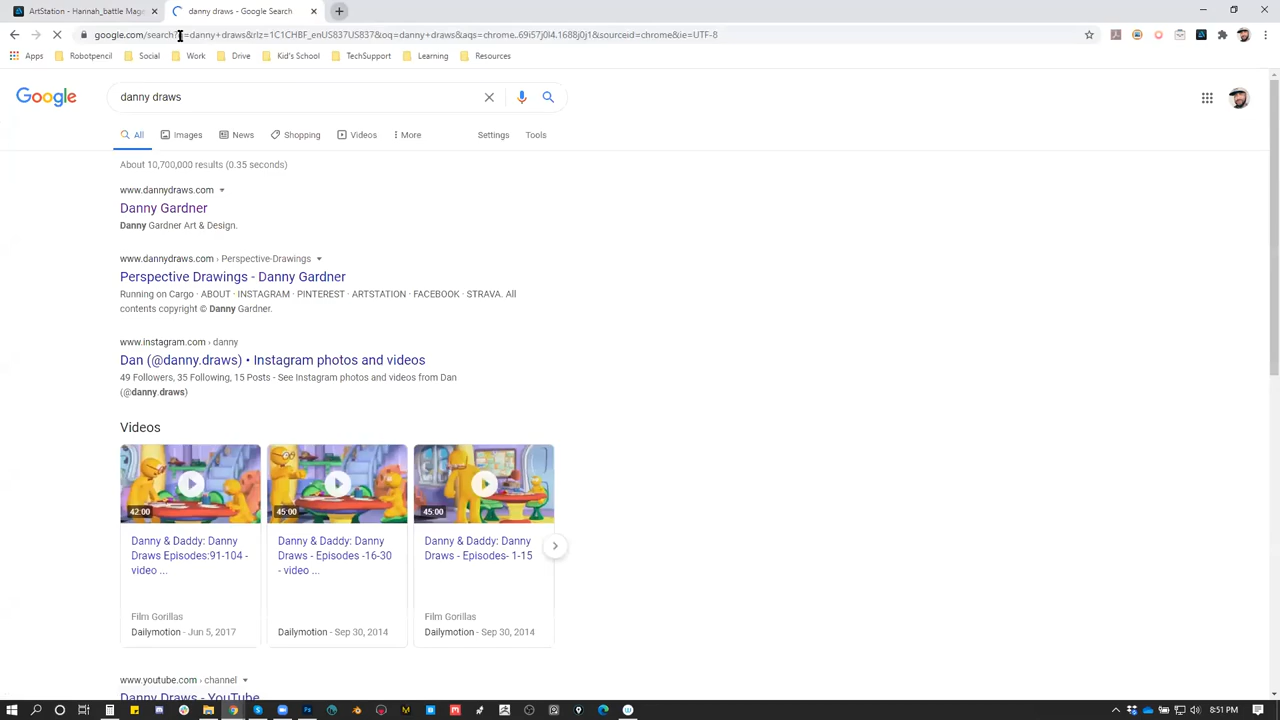 ArtStation - Hannah_battle Mage
danny draws - Google Search
google.com/search?q=danny+draws&rlz=1C1CHBF_enUS837US837&oq=danny+draws&aqs=chrome..69i57j0l4.1688j0j1&sourceid=chrome&ie=UTF-8
Apps Robotpencil Social Work Drive Kid's School TechSupport Learning Resources
Google
danny draws
All Images News Shopping Videos More Settings Tools
About 10,700,000 results (0.35 seconds)
www.dannydraws.com
Danny Gardner
Danny Gardner Art & Design.
www.dannydraws.com › Perspective-Drawings
Perspective Drawings - Danny Gardner
Running on Cargo · ABOUT · INSTAGRAM · PINTEREST · ARTSTATION · FACEBOOK · STRAVA. All
contents copyright © Danny Gardner.
www.instagram.com › danny
Dan (@danny.draws) • Instagram photos and videos
49 Followers, 35 Following, 15 Posts - See Instagram photos and videos from Dan
(@danny.draws)
Videos
42:00
45:00
45:00
Danny & Daddy: Danny
Draws Episodes:91-104 -
video ...
Film Gorillas
Dailymotion - Jun 5, 2017
Danny & Daddy: Danny
Draws - Episodes -16-30
- video ...
Dailymotion - Sep 30, 2014
Danny & Daddy: Danny
Draws - Episodes- 1-15
Film Gorillas
Dailymotion - Sep 30, 2014
www.youtube.com › channel
Danny Draws - YouTube
8:51 PM